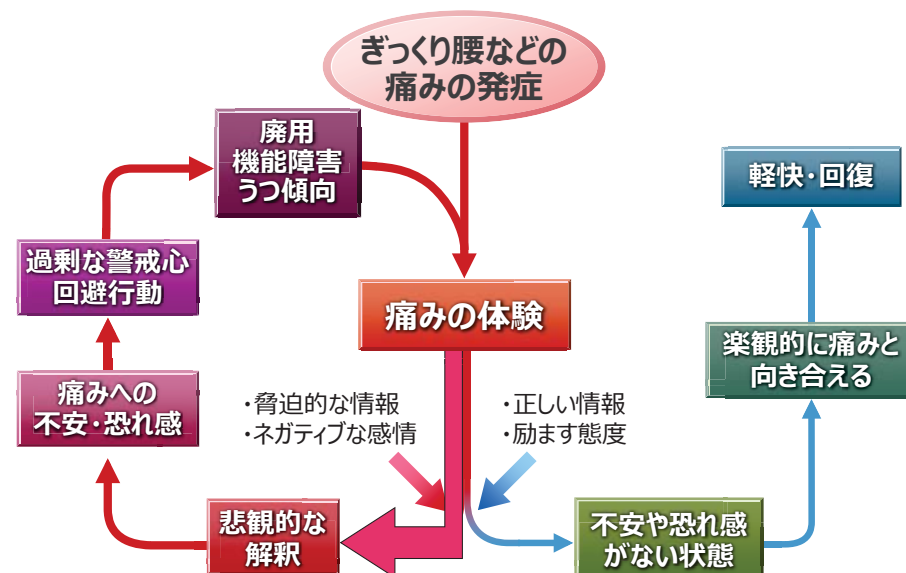 ぎっくり腰などの
痛みの発症
廃用
機能障害
うつ傾向
軽快・回復
過剰な警戒心
回避行動
痛みの体験
楽観的に痛みと
向き合える
痛みへの
不安・恐れ感
・脅迫的な情報
・ネガティブな感情
・正しい情報
・励ます態度
悲観的な
解釈
不安や恐れ感
がない状態